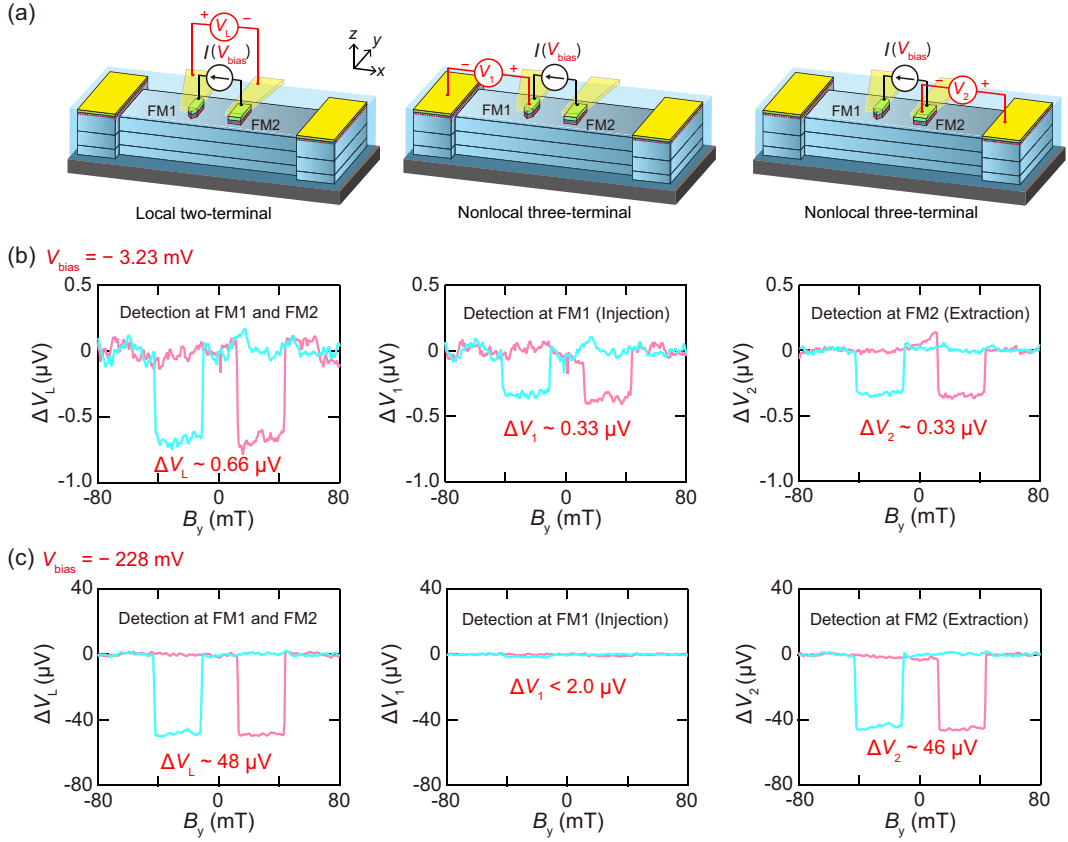 (a)
+ V_L −
I (V_bias)
z
y
x
FM1
FM2
Local two-terminal
− V_1 +
I (V_bias)
FM1
FM2
Nonlocal three-terminal
I (V_bias)
− V_2 +
FM1
FM2
Nonlocal three-terminal
(b) V_bias = − 3.23 mV
0.5
0
-0.5
-1.0
ΔV_L (μV)
Detection at FM1 and FM2
ΔV_L ~ 0.66 μV
-80
0
80
B_y (mT)
0.5
0
-0.5
-1.0
ΔV_1 (μV)
Detection at FM1 (Injection)
ΔV_1 ~ 0.33 μV
-80
0
80
B_y (mT)
0.5
0
-0.5
-1.0
ΔV_2 (μV)
Detection at FM2 (Extraction)
ΔV_2 ~ 0.33 μV
-80
0
80
B_y (mT)
(c) V_bias = − 228 mV
40
0
-40
-80
ΔV_L (μV)
Detection at FM1 and FM2
ΔV_L ~ 48 μV
-80
0
80
B_y (mT)
40
0
-40
-80
ΔV_1 (μV)
Detection at FM1 (Injection)
ΔV_1 < 2.0 μV
-80
0
80
B_y (mT)
40
0
-40
-80
ΔV_2 (μV)
Detection at FM2 (Extraction)
ΔV_2 ~ 46 μV
-80
0
80
B_y (mT)